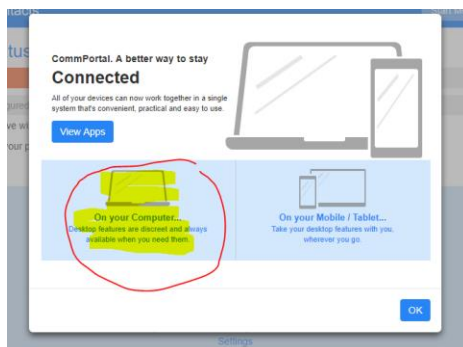 CommPortal. A better way to stay
Connected
All of your devices can now work together in a single
system that's convenient, practical and easy to use.
View Apps
On your Computer...
Desktop features are discreet and always
available when you need them.
On your Mobile / Tablet...
Take your desktop features with you,
wherever you go.
OK
Settings